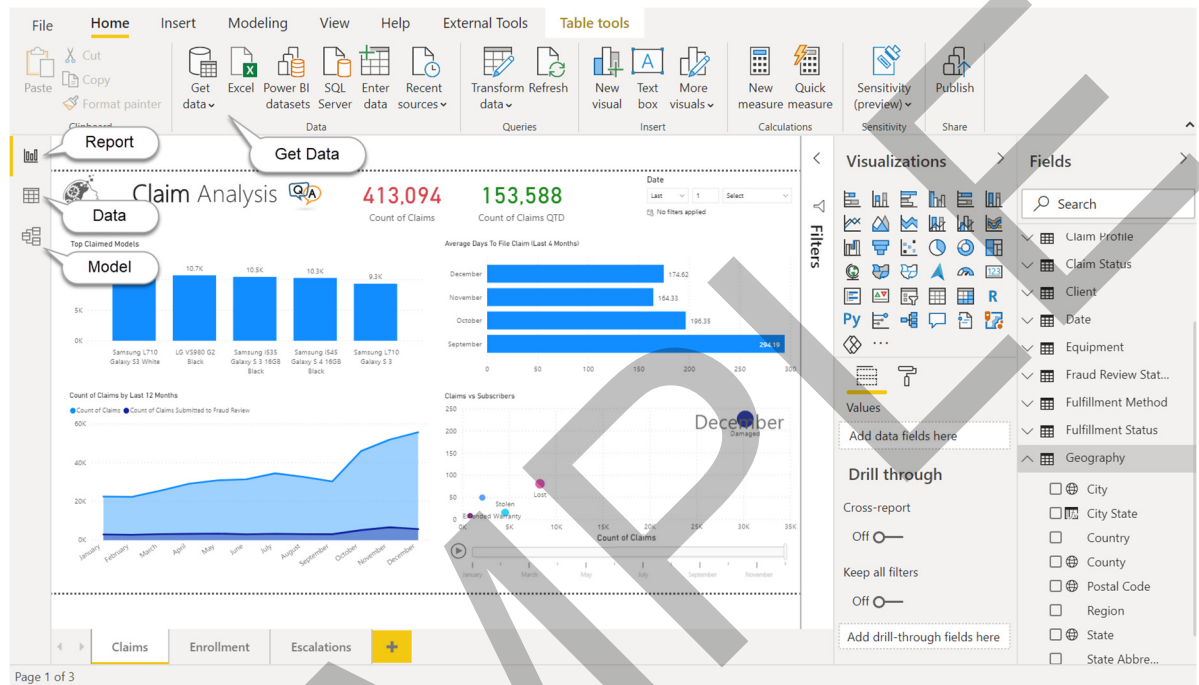 File Home Insert Modeling View Help External Tools Table tools
Paste
Cut
Copy
Format painter
Clipboard
Get data
Excel
Power BI datasets
SQL Server
Enter data
Recent sources
Data
Transform data
Refresh
Queries
New visual
Text box
More visuals
Insert
New measure
Quick measure
Calculations
Sensitivity (preview)
Sensitivity
Publish
Share
Report
Get Data
Data
Model
Claim Analysis
Q A
413,094
Count of Claims
153,588
Count of Claims QTD
Date
Last 1 Select
No filters applied
Top Claimed Models
10.7K 10.5K 10.3K 9.3K
5K
0K
Samsung L710 Galaxy S3 White
LG VS980 G2 Black
Samsung I535 Galaxy S 3 16GB Black
Samsung I545 Galaxy S 4 16GB Black
Samsung L710 Galaxy S 3
Average Days To File Claim (Last 4 Months)
December 174.62
November 164.33
October 196.35
September 294.19
0 50 100 150 200 250 300
Count of Claims by Last 12 Months
Count of Claims Count of Claims Submitted to Fraud Review
60K
40K
20K
0K
January February March April May June July August September October November December
Claims vs Subscribers
250
200
150
100
50
0
December
Damaged
Lost
Stolen
Extended Warranty
0K 5K 10K 15K 20K 25K 30K 35K
Count of Claims
January March May July September November
Filters
Visualizations
123
R
Py
Values
Add data fields here
Drill through
Cross-report
Off
Keep all filters
Off
Add drill-through fields here
Fields
Search
Claim Profile
Claim Status
Client
Date
Equipment
Fraud Review Stat...
Fulfillment Method
Fulfillment Status
Geography
City
City State
Country
County
Postal Code
Region
State
State Abbre...
Claims Enrollment Escalations +
Page 1 of 3